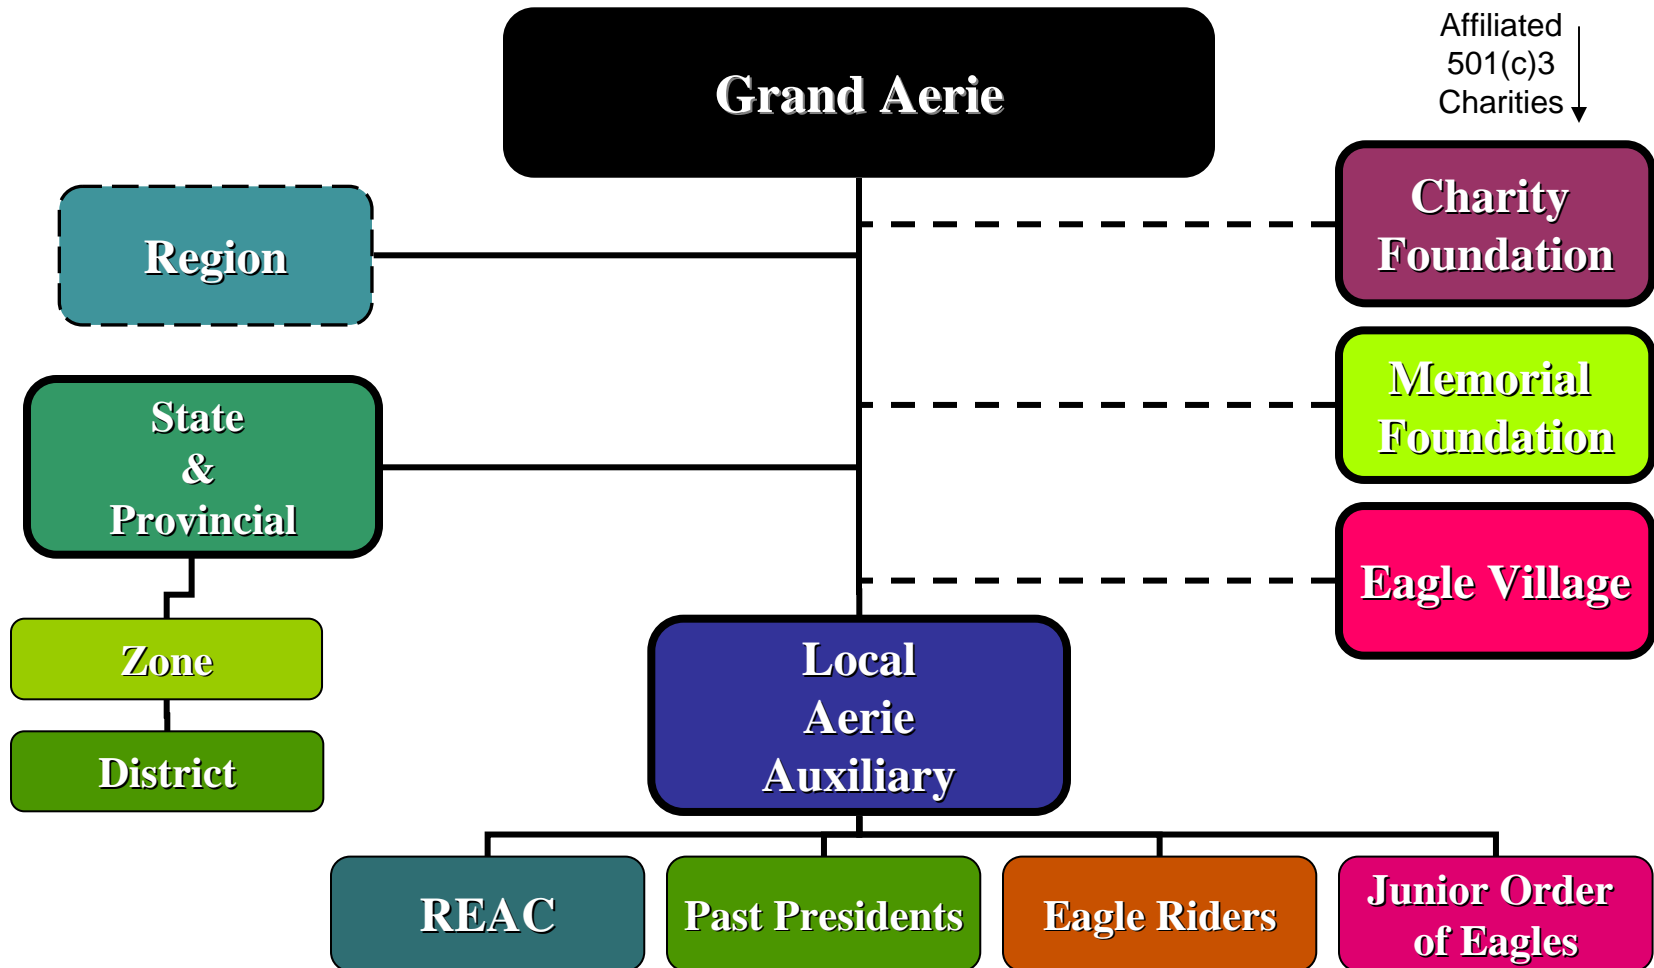 Grand Aerie
Affiliated
501(c)3
Charities
Charity
Foundation
Region
Memorial
Foundation
State
&
Provincial
Eagle Village
Zone
District
Local
Aerie
Auxiliary
REAC
Past Presidents
Eagle Riders
Junior Order
of Eagles